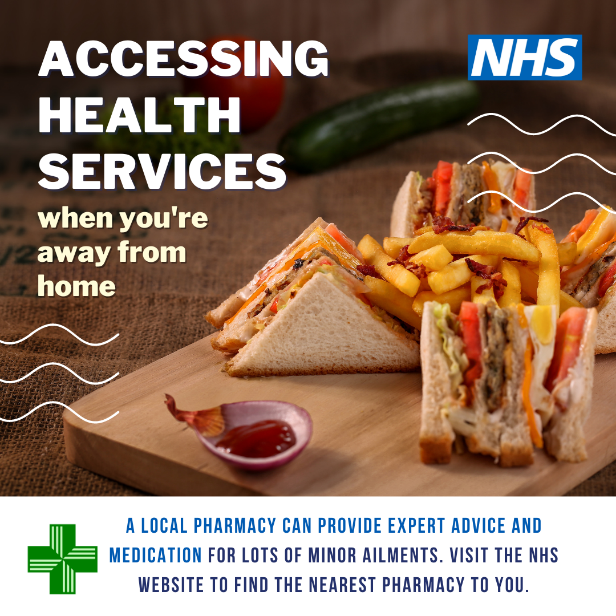 ACCESSING
NHS
HEALTH
SERVICES
when you're
away from
home
A LOCAL PHARMACY CAN PROVIDE EXPERT ADVICE AND
MEDICATION FOR LOTS OF MINOR AILMENTS. VISIT THE NHS
WEBSITE TO FIND THE NEAREST PHARMACY TO YOU.